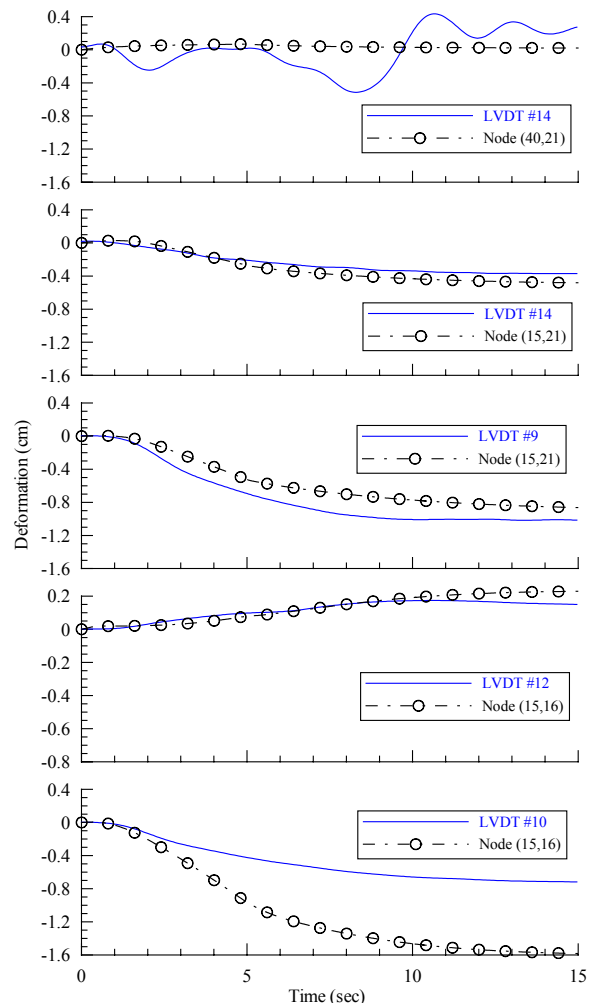 0.4
0
-0.4
-0.8
-1.2
-1.6
LVDT #14
Node (40,21)
0.4
0
-0.4
-0.8
-1.2
-1.6
LVDT #14
Node (15,21)
Deformation (cm)
0.4
0
-0.4
-0.8
-1.2
-1.6
LVDT #9
Node (15,21)
0.2
0
-0.2
-0.4
-0.6
-0.8
LVDT #12
Node (15,16)
0.4
0
-0.4
-0.8
-1.2
-1.6
LVDT #10
Node (15,16)
0 5 10 15
Time (sec)